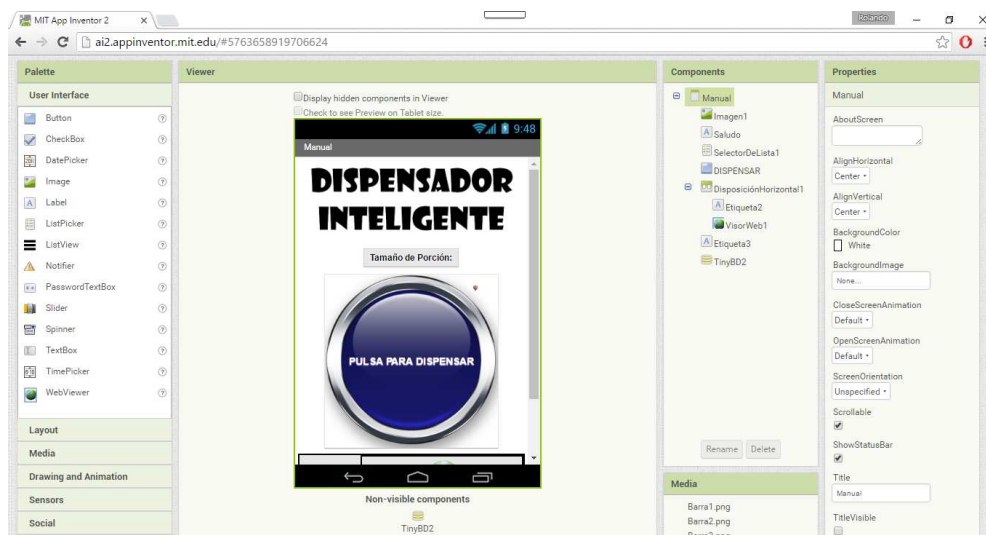 MIT App Inventor 2
Rolando
ai2.appinventor.mit.edu/#5763658919706624
Palette
User Interface
Button
CheckBox
DatePicker
Image
Label
ListPicker
ListView
Notifier
PasswordTextBox
Slider
Spinner
TextBox
TimePicker
WebViewer
Layout
Media
Drawing and Animation
Sensors
Social
Viewer
Display hidden components in Viewer
Check to see Preview on Tablet size.
9:48
Manual
DISPENSADOR
INTELIGENTE
Tamaño de Porción:
PULSA PARA DISPENSAR
Non-visible components
TinyBD2
Components
Manual
Imagen1
Saludo
SelectorDeLista1
DISPENSAR
DisposiciónHorizontal1
Etiqueta2
VisorWeb1
Etiqueta3
TinyBD2
Rename Delete
Media
Barra1.png
Barra2.png
Properties
Manual
AboutScreen
AlignHorizontal
Center
AlignVertical
Center
BackgroundColor
White
BackgroundImage
None...
CloseScreenAnimation
Default
OpenScreenAnimation
Default
ScreenOrientation
Unspecified
Scrollable
ShowStatusBar
Title
Manual
TitleVisible